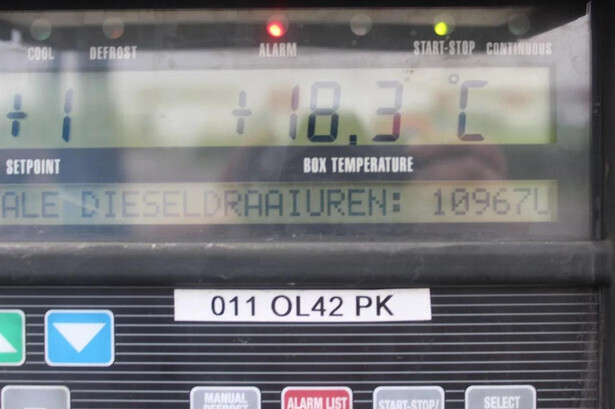 COOL DEFROST ALARM START-STOP CONTINUOUS
+1 +18.3 °C
SETPOINT BOX TEMPERATURE
ALE DIESELDRAAIUREN: 10967U
011 OL42 PK
MANUAL DEFROST ALARM LIST START-STOP/ SELECT